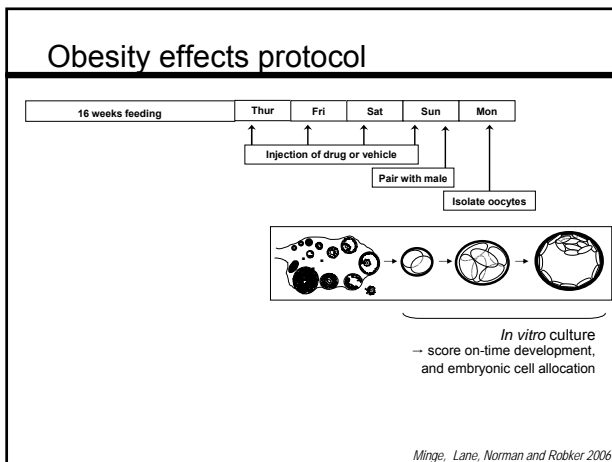 Obesity effects protocol
16 weeks feeding Thur Fri Sat Sun Mon
Injection of drug or vehicle
Pair with male
Isolate oocytes
In vitro culture
→ score on-time development,
and embryonic cell allocation
Minge, Lane, Norman and Robker 2006